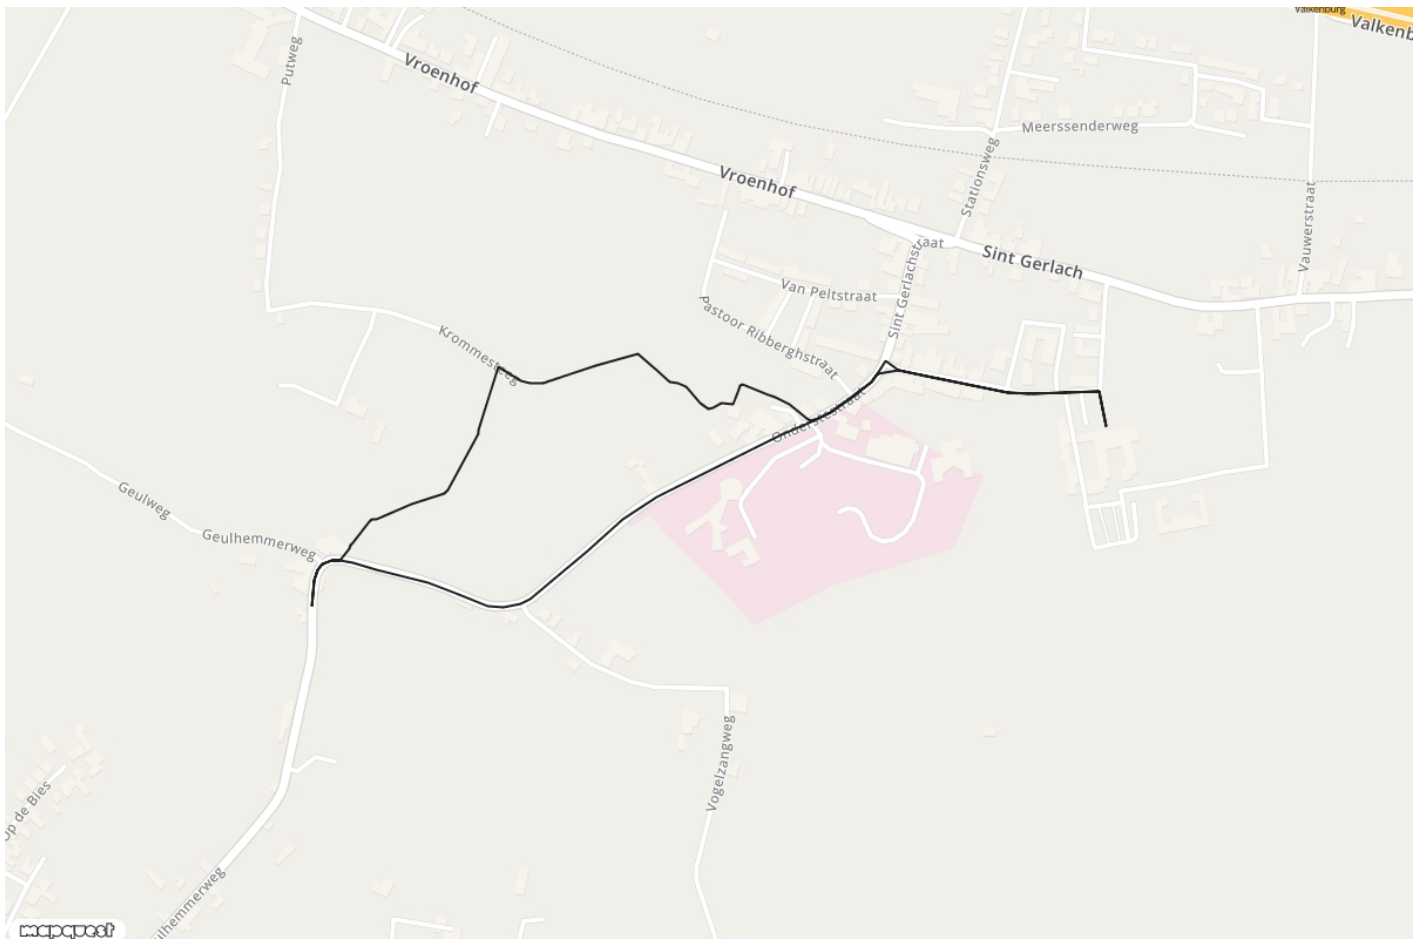 Valkenburg
Valkenb
Putweg
Vroenhof
Meerssenderweg
Vroenhof
Stationsweg
Vauwerstraat
Sint Gerlachstraat
Sint Gerlach
Van Peltstraat
Pastoor Ribberghstraat
Krommesteeg
Onderstestraat
Geulweg
Geulhemmerweg
Vogelzangweg
Op de Bies
ulhemmerweg
mapquest